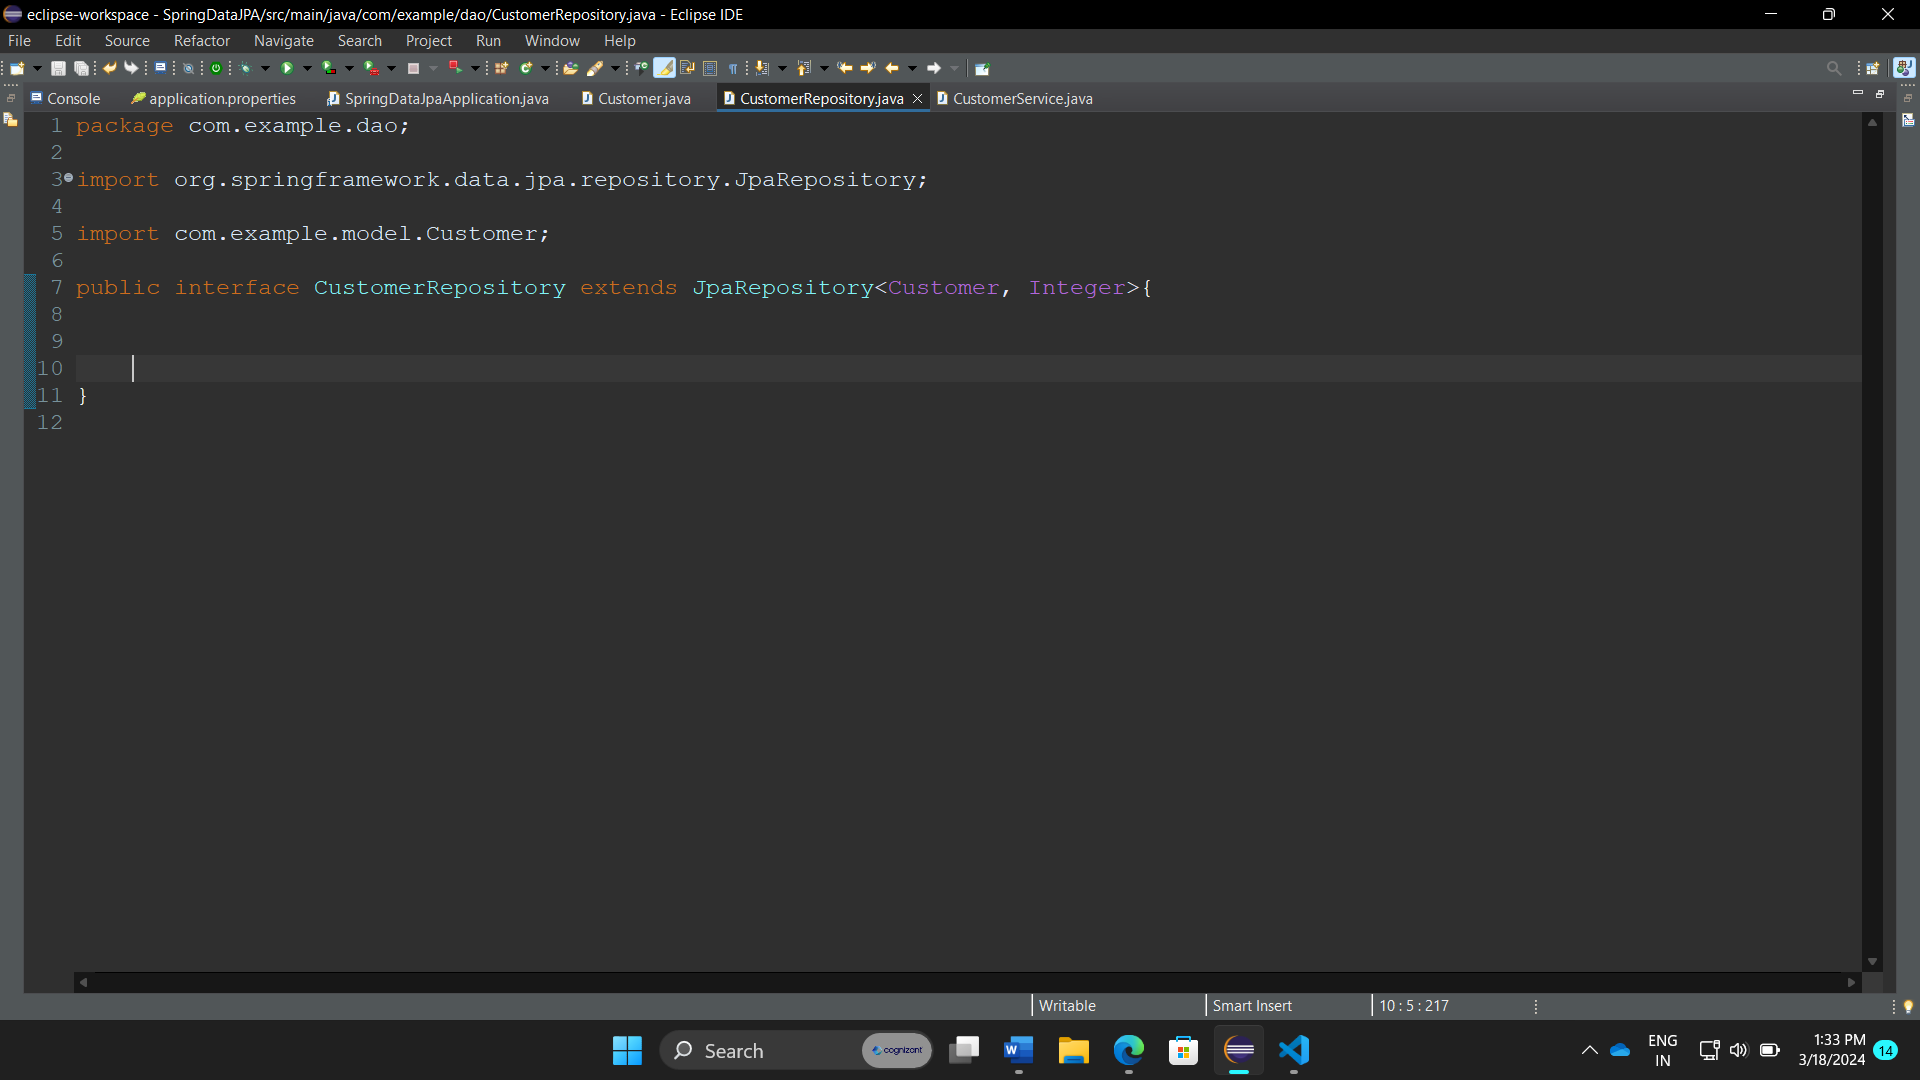 eclipse-workspace - SpringDataJPA/src/main/java/com/example/dao/CustomerRepository.java - Eclipse IDE
File Edit Source Refactor Navigate Search Project Run Window Help
Console application.properties SpringDataJpaApplication.java Customer.java CustomerRepository.java CustomerService.java
1 package com.example.dao;
2
3 import org.springframework.data.jpa.repository.JpaRepository;
4
5 import com.example.model.Customer;
6
7 public interface CustomerRepository extends JpaRepository<Customer, Integer>{
8
9
10
11 }
12
Writable Smart Insert 10 : 5 : 217
Search cognizant ENG 1:33 PM 14
IN 3/18/2024